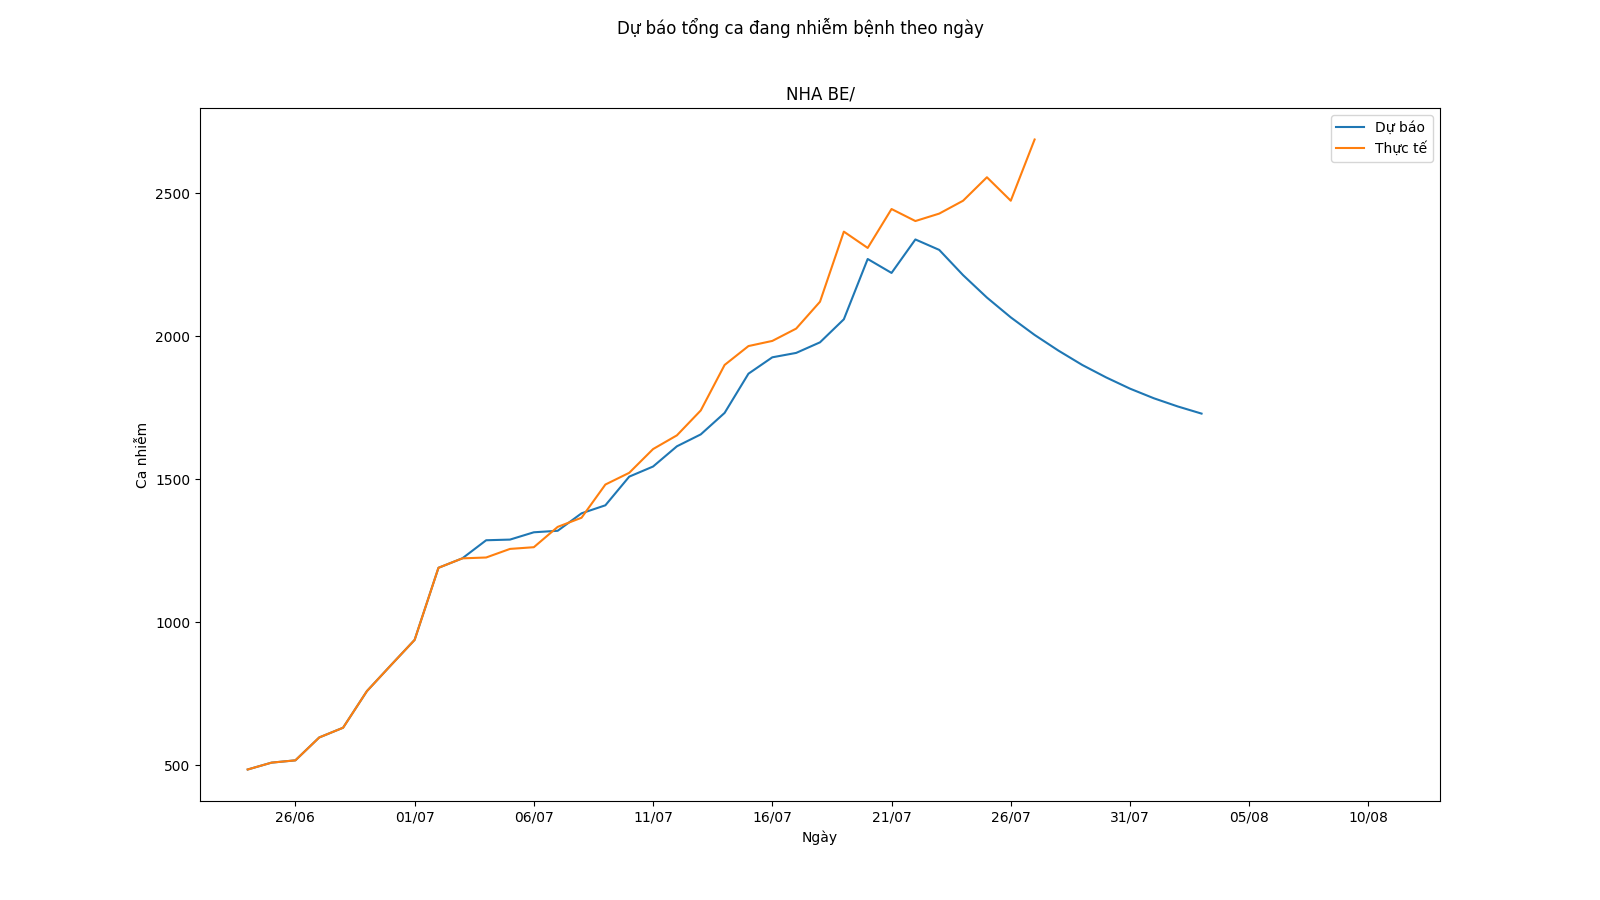 Dự báo tổng ca đang nhiễm bệnh theo ngày
NHA BE/
Dự báo
Thực tế
2500
2000
1500
1000
500
Ca nhiễm
26/06 01/07 06/07 11/07 16/07 21/07 26/07 31/07 05/08 10/08
Ngày